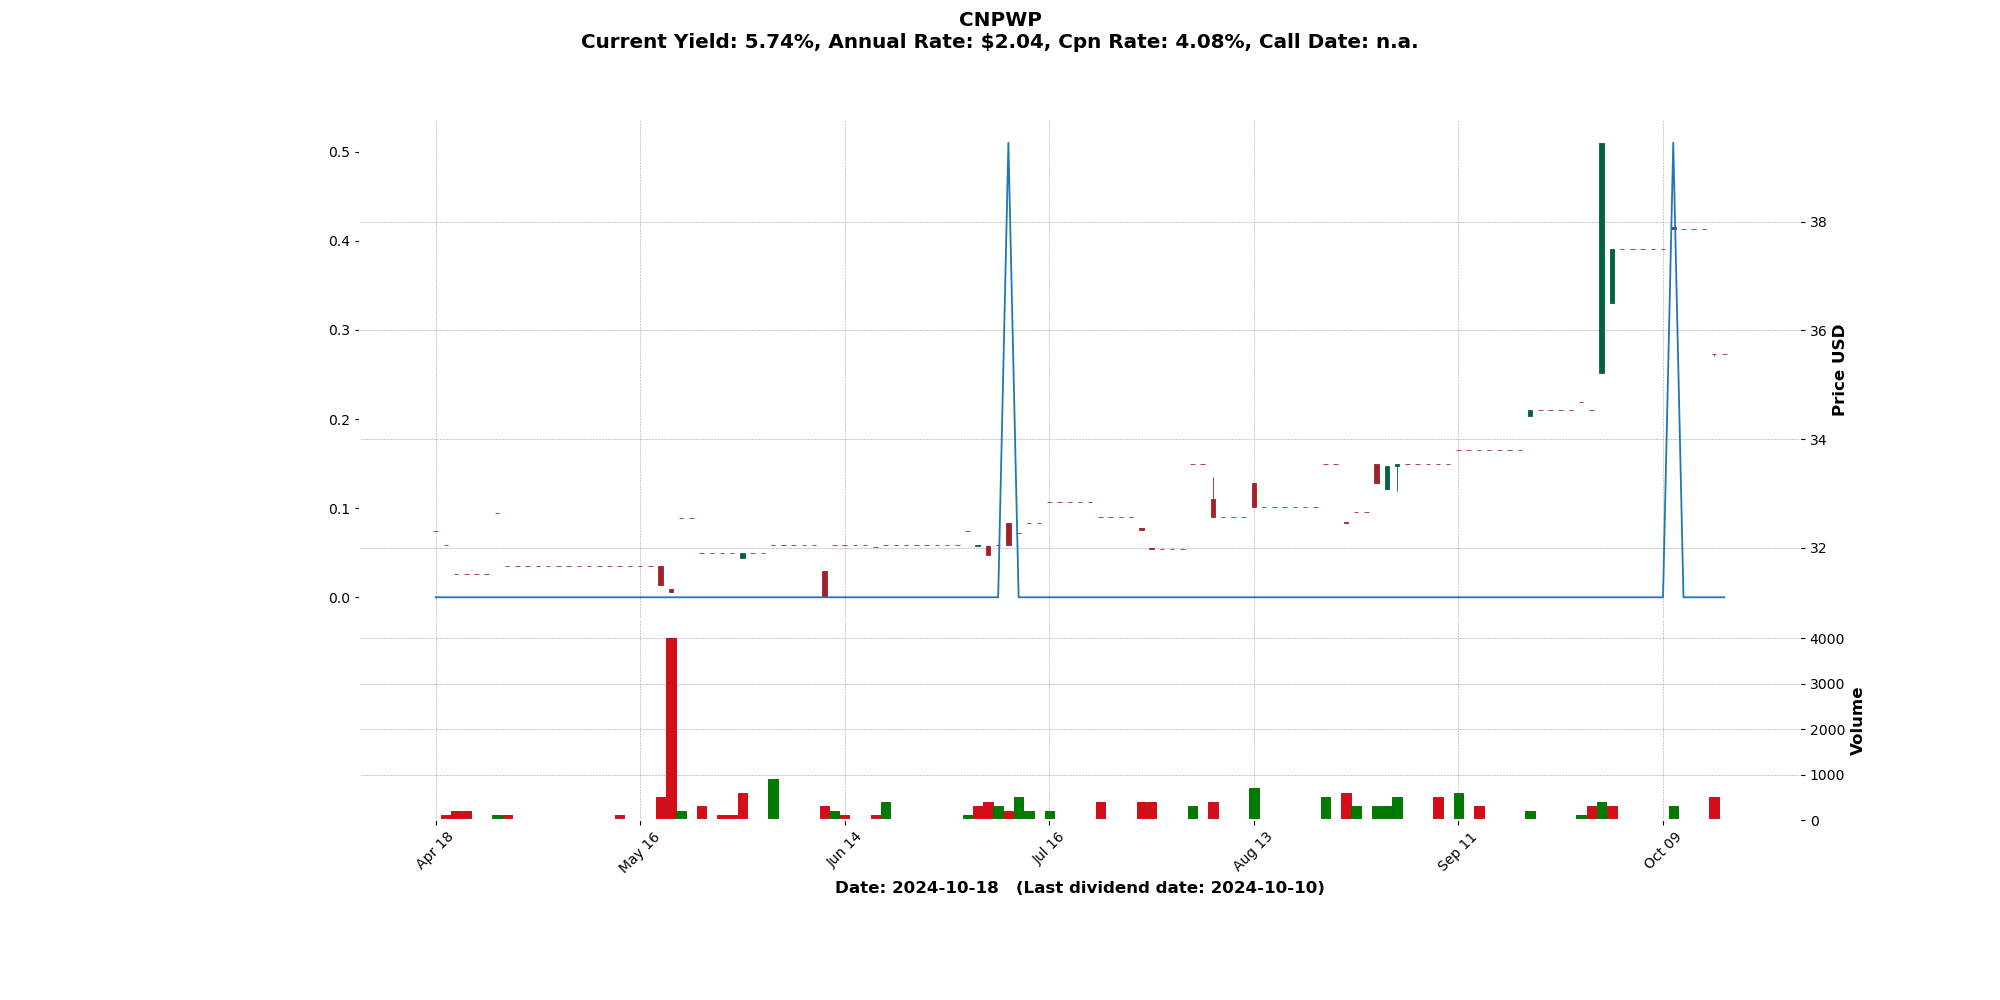 CNPWP
Current Yield: 5.74%, Annual Rate: $2.04, Cpn Rate: 4.08%, Call Date: n.a.
0.5
0.4
0.3
0.2
0.1
0.0
38
36
34
32
Price USD
4000
3000
2000
1000
0
Volume
Apr 18
May 16
Jun 14
Jul 16
Aug 13
Sep 11
Oct 09
Date: 2024-10-18 (Last dividend date: 2024-10-10)